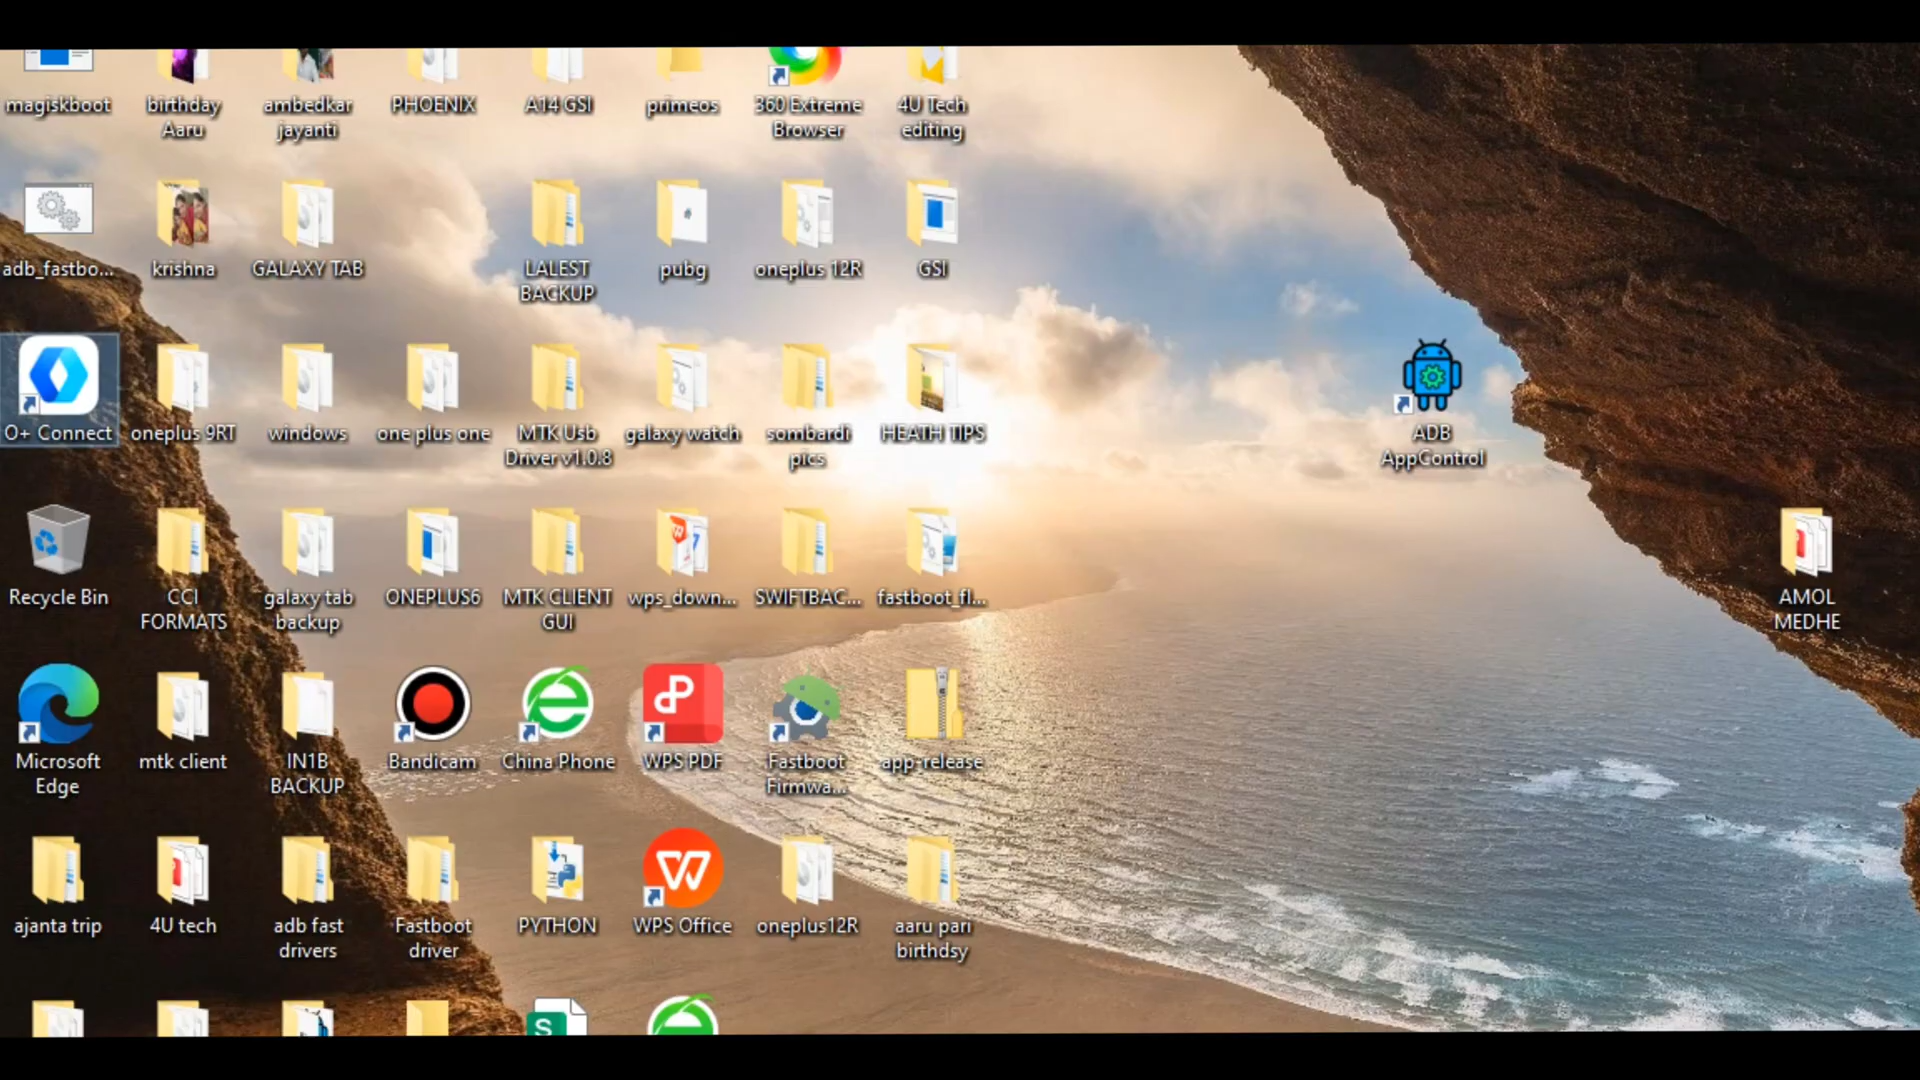 magiskboot
birthday
Aaru
ambedkar
jayanti
PHOENIX
A14 GSI
primeos
360 Extreme
Browser
4U Tech
editing
adb_fastbo...
krishna
GALAXY TAB
LALEST
BACKUP
pubg
oneplus 12R
GSI
O+ Connect
oneplus 9RT
windows
one plus one
MTK Usb
Driver v1.0.8
galaxy watch
sombardi
pics
HEATH TIPS
ADB
AppControl
Recycle Bin
CCI
FORMATS
galaxy tab
backup
ONEPLUS6
MTK CLIENT
GUI
wps_down...
SWIFTBAC...
fastboot_fl...
AMOL
MEDHE
Microsoft
Edge
mtk client
IN1B
BACKUP
Bandicam
China Phone
WPS PDF
Fastboot
Firmwa...
app-release
ajanta trip
4U tech
adb fast
drivers
Fastboot
driver
PYTHON
WPS Office
oneplus12R
aaru pari
birthdsy
S